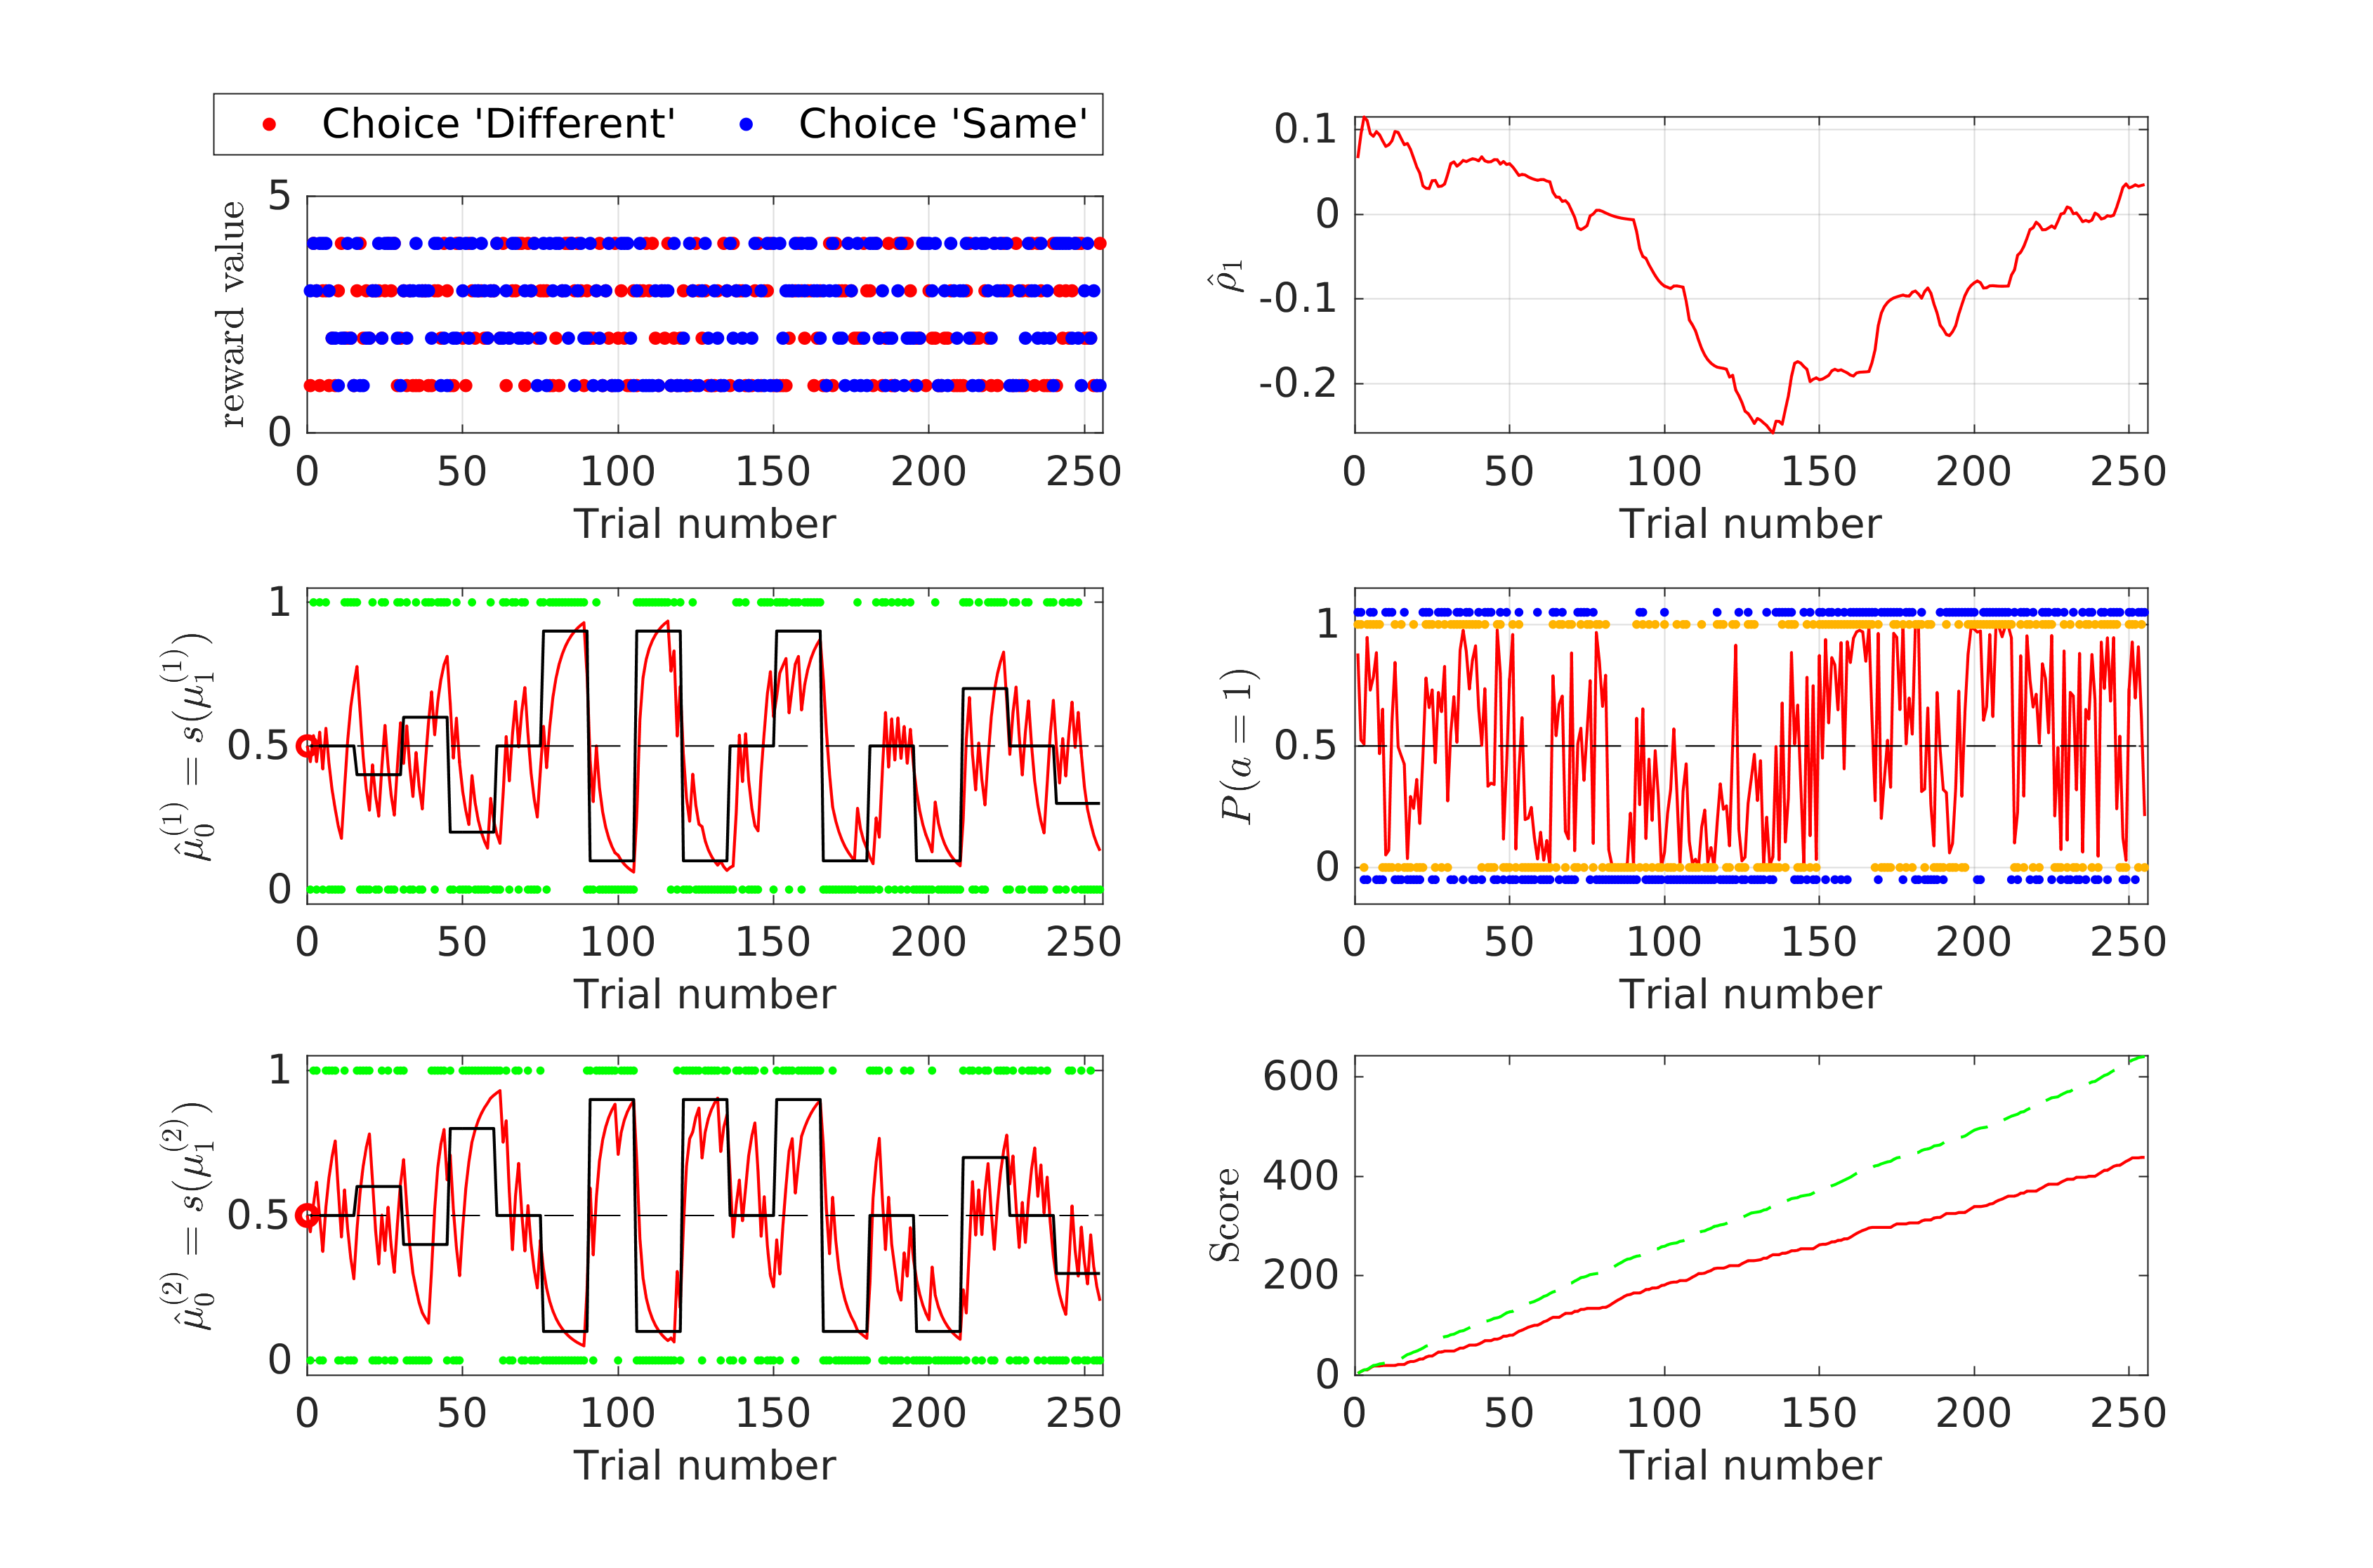 Choice 'Different' Choice 'Same'
5
0
reward value
0 50 100 150 200 250
Trial number
0.1
0
-0.1
-0.2
ρ̂₁
0 50 100 150 200 250
Trial number
1
0.5
0
μ̂₀⁽¹⁾ = s(μ₁⁽¹⁾)
0 50 100 150 200 250
Trial number
1
0.5
0
P(a = 1)
0 50 100 150 200 250
Trial number
1
0.5
0
μ̂₀⁽²⁾ = s(μ₁⁽²⁾)
0 50 100 150 200 250
Trial number
600
400
200
0
Score
0 50 100 150 200 250
Trial number